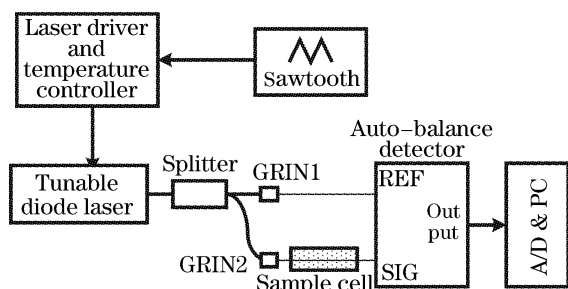 Laser driver
and
temperature
controller
Sawtooth
Auto-balance
detector
Splitter
GRIN1
REF
Tunable
diode laser
Out
put
A/D & PC
GRIN2
Sample cell
SIG